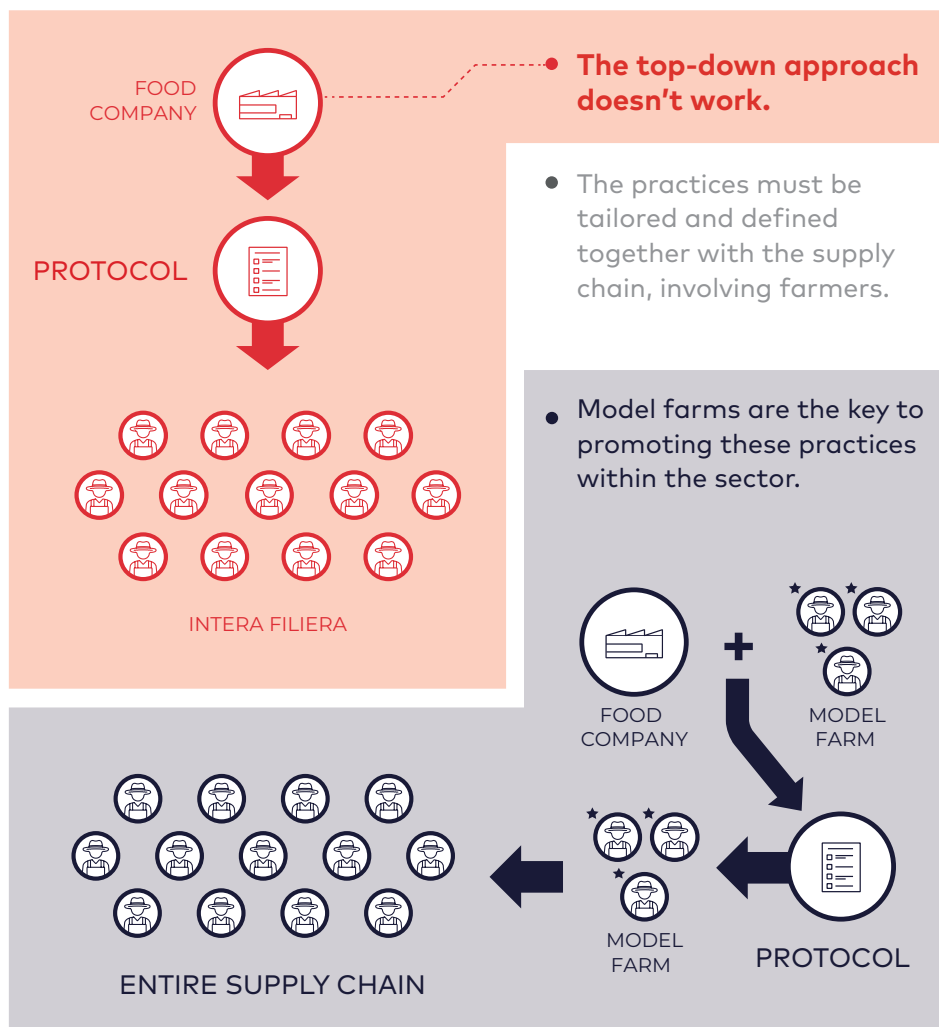 FOOD
COMPANY
The top-down approach
doesn't work.
PROTOCOL
The practices must be
tailored and defined
together with the supply
chain, involving farmers.
INTERA FILIERA
Model farms are the key to
promoting these practices
within the sector.
FOOD
COMPANY
MODEL
FARM
PROTOCOL
MODEL
FARM
ENTIRE SUPPLY CHAIN